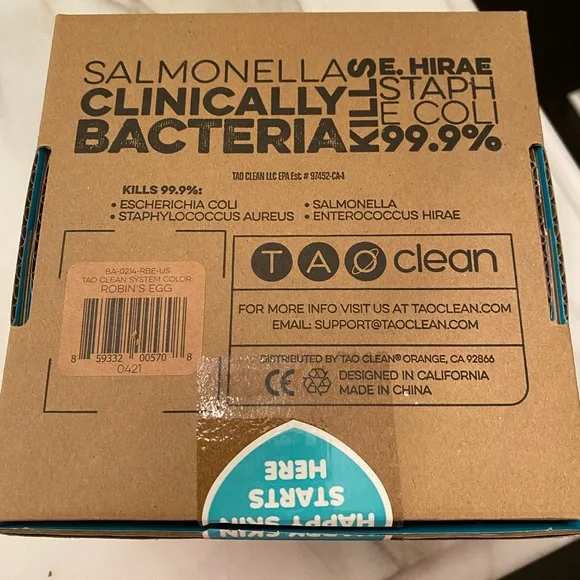 SALMONELLA
CLINICALLY
BACTERIA
KILLS
E. HIRAE
STAPH
E COLI
99.9%
TAO CLEAN LLC EPA Est # 97452-CA-1
KILLS 99.9%:
• ESCHERICHIA COLI
• STAPHYLOCOCCUS AUREUS
• SALMONELLA
• ENTEROCOCCUS HIRAE
BA-0214-RBE-US
TAO CLEAN SYSTEM COLOR:
ROBIN'S EGG
8 59332 00570 8
0421
TAO clean
FOR MORE INFO VISIT US AT TAOCLEAN.COM
EMAIL: SUPPORT@TAOCLEAN.COM
DISTRIBUTED BY TAO CLEAN® ORANGE, CA 92866
CE
DESIGNED IN CALIFORNIA
MADE IN CHINA
HAPPY SKIN
STARTS
HERE
HAPPY SKIN